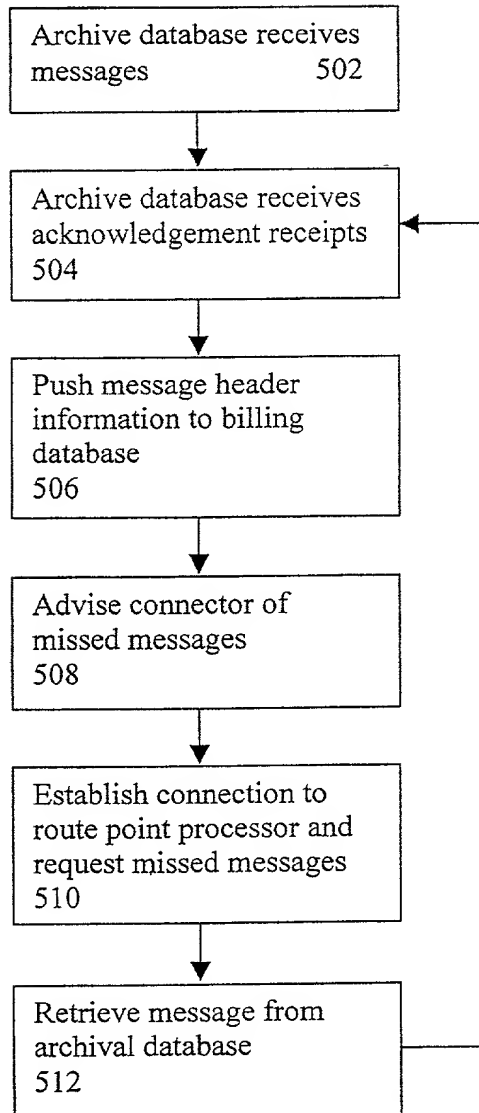 Archive database receives
messages 502
Archive database receives
acknowledgement receipts
504
Push message header
information to billing
database
506
Advise connector of
missed messages
508
Establish connection to
route point processor and
request missed messages
510
Retrieve message from
archival database
512